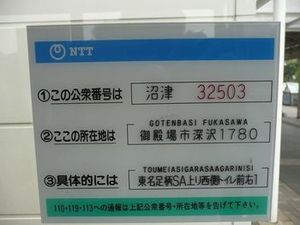 NTT
①この公衆番号は 沼津 32503
GOTENBASI FUKASAWA
②ここの所在地は 御殿場市深沢1780
TOUMEIASIGARASAAGARINISI
③具体的には 東名足柄SA上り西側トイレ前右1
110・119・113への通報は上記公衆番号・所在地等を告げて下さい。